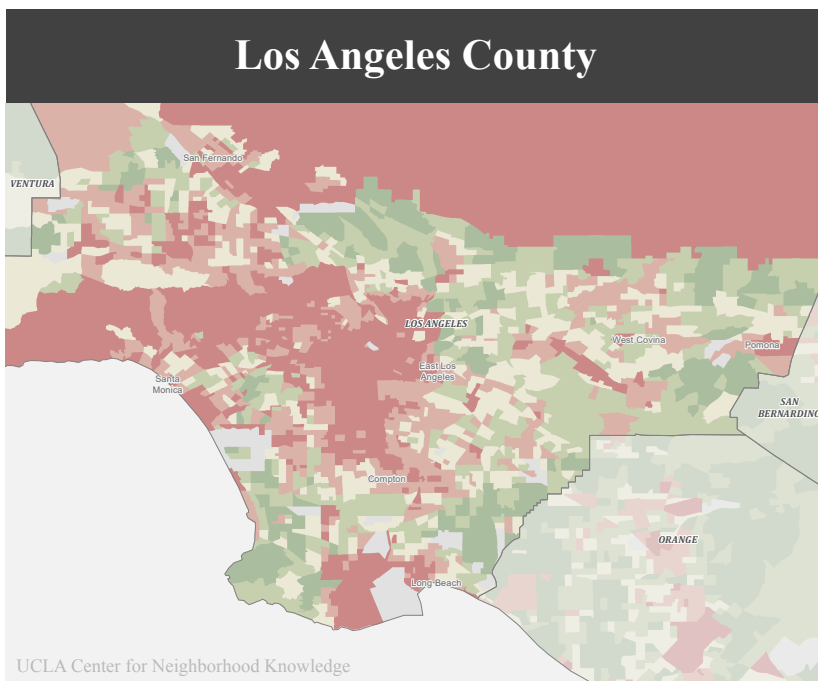 Los Angeles County
San Fernando
VENTURA
LOS ANGELES
West Covina
Pomona
East Los
Angeles
Santa
Monica
SAN
BERNARDINO
Compton
ORANGE
Long Beach
UCLA Center for Neighborhood Knowledge